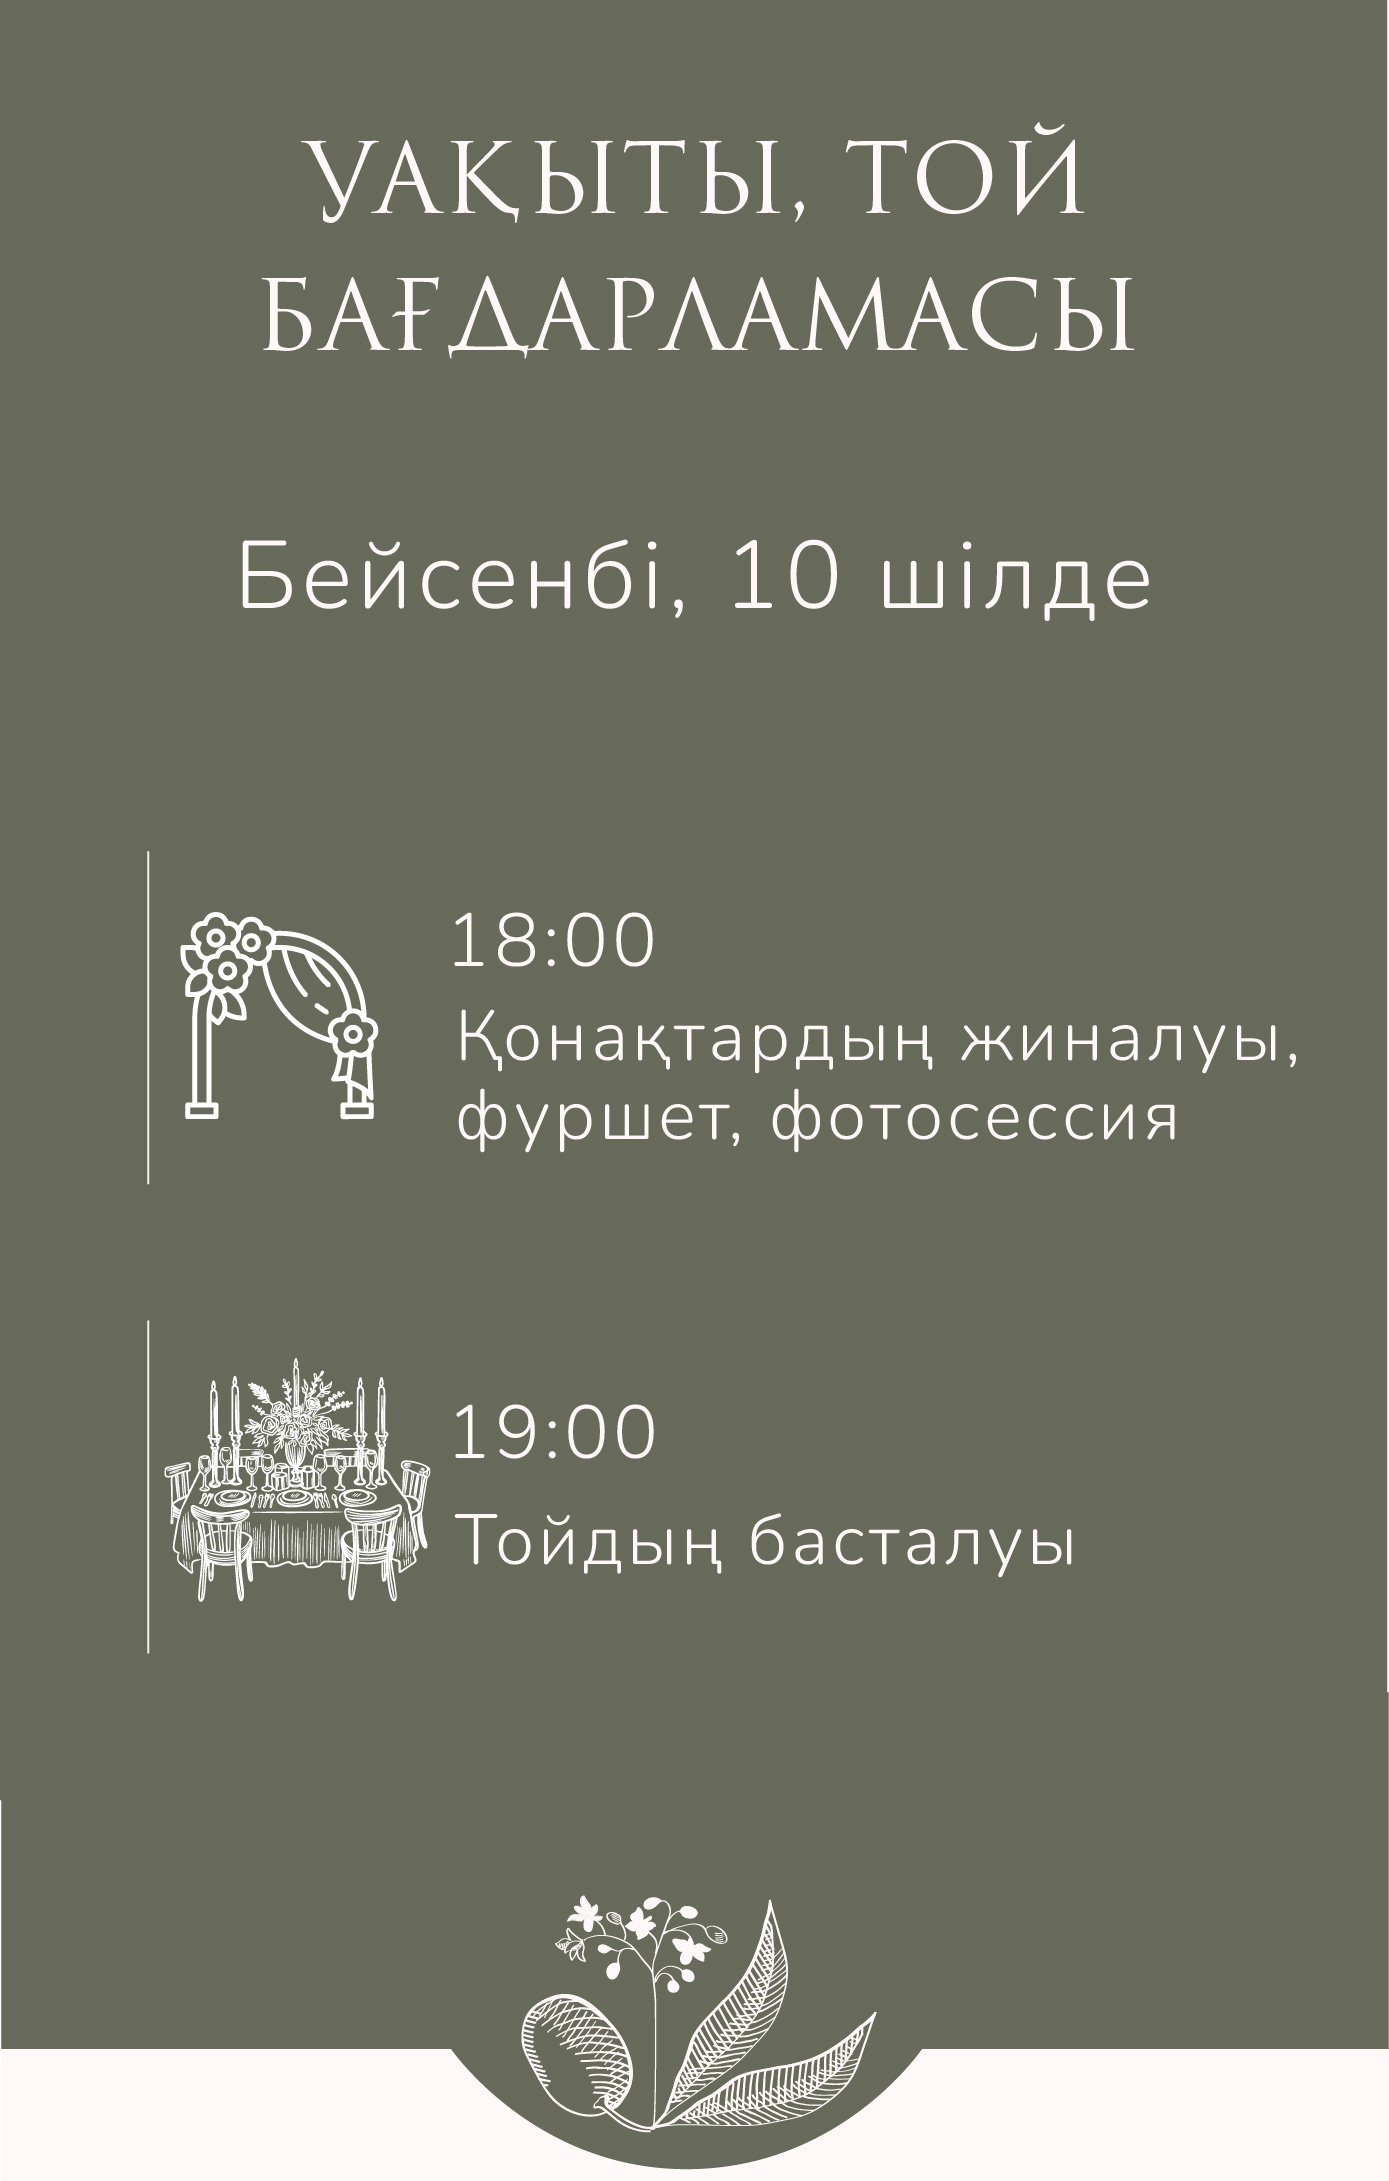 УАҚЫТЫ, ТОЙ
БАҒДАРЛАМАСЫ
Бейсенбі, 10 шілде
18:00
Қонақтардың жиналуы,
фуршет, фотосессия
19:00
Тойдың басталуы